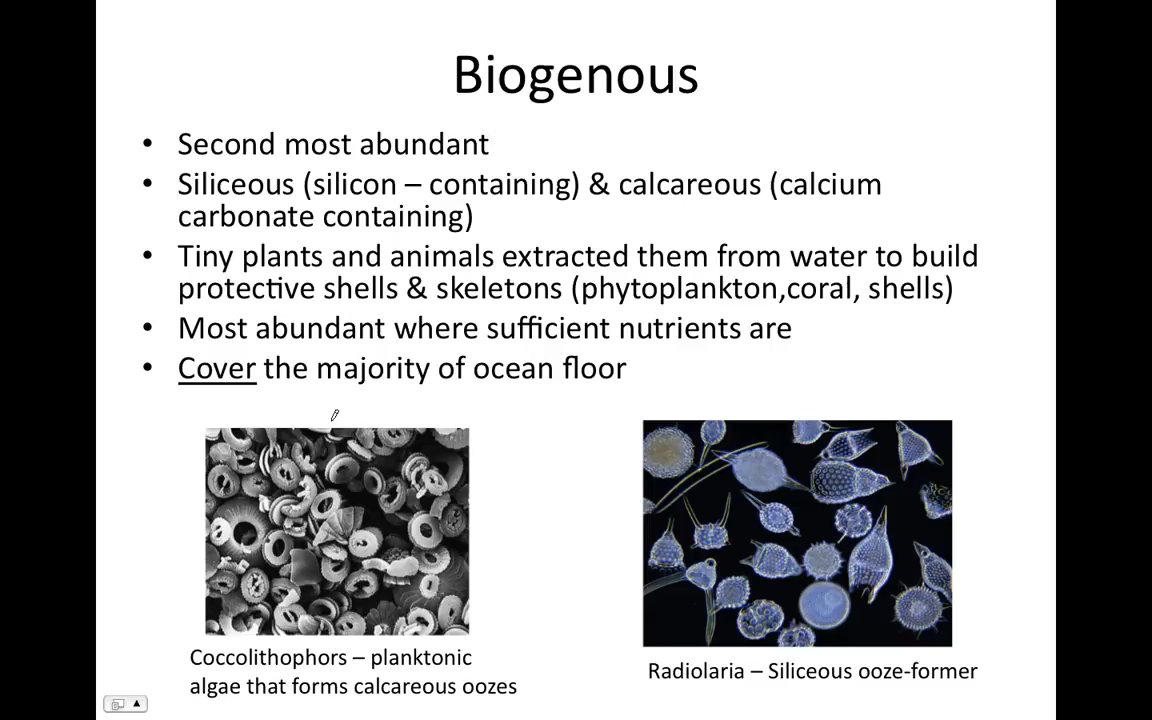 Biogenous
• Second most abundant
• Siliceous (silicon – containing) & calcareous (calcium
carbonate containing)
• Tiny plants and animals extracted them from water to build
protective shells & skeletons (phytoplankton,coral, shells)
• Most abundant where sufficient nutrients are
• Cover the majority of ocean floor
Coccolithophors – planktonic
algae that forms calcareous oozes
Radiolaria – Siliceous ooze-former